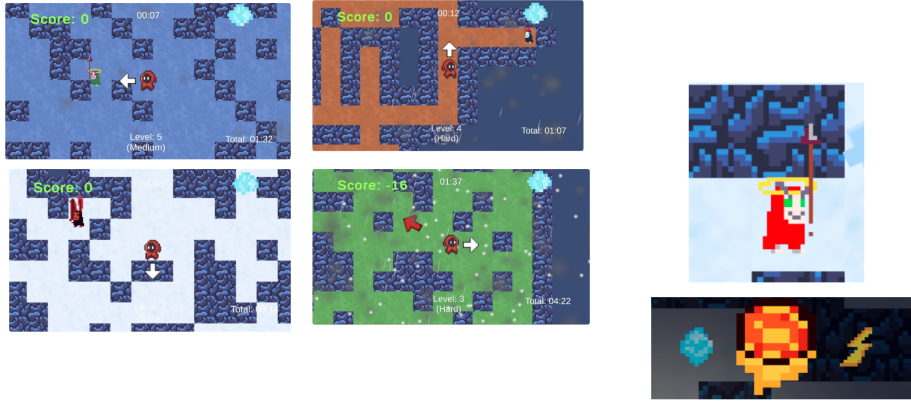 Score: 0
00:07
Level: 5
(Medium)
Total: 01:32
Score: 0
00:12
Level: 4
(Hard)
Total: 01:07
Score: 0
Score: -16
01:37
Level: 3
(Hard)
Total: 04:22